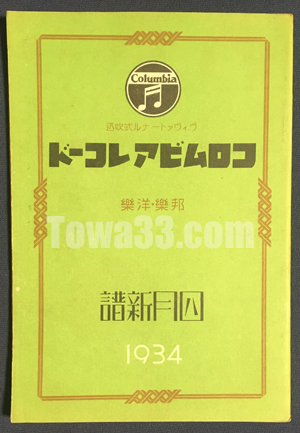 Columbia
ヴィヴァトーナル式吹込
コロムビアレコード
邦樂・洋樂
Towa33.com
四月新譜
1934